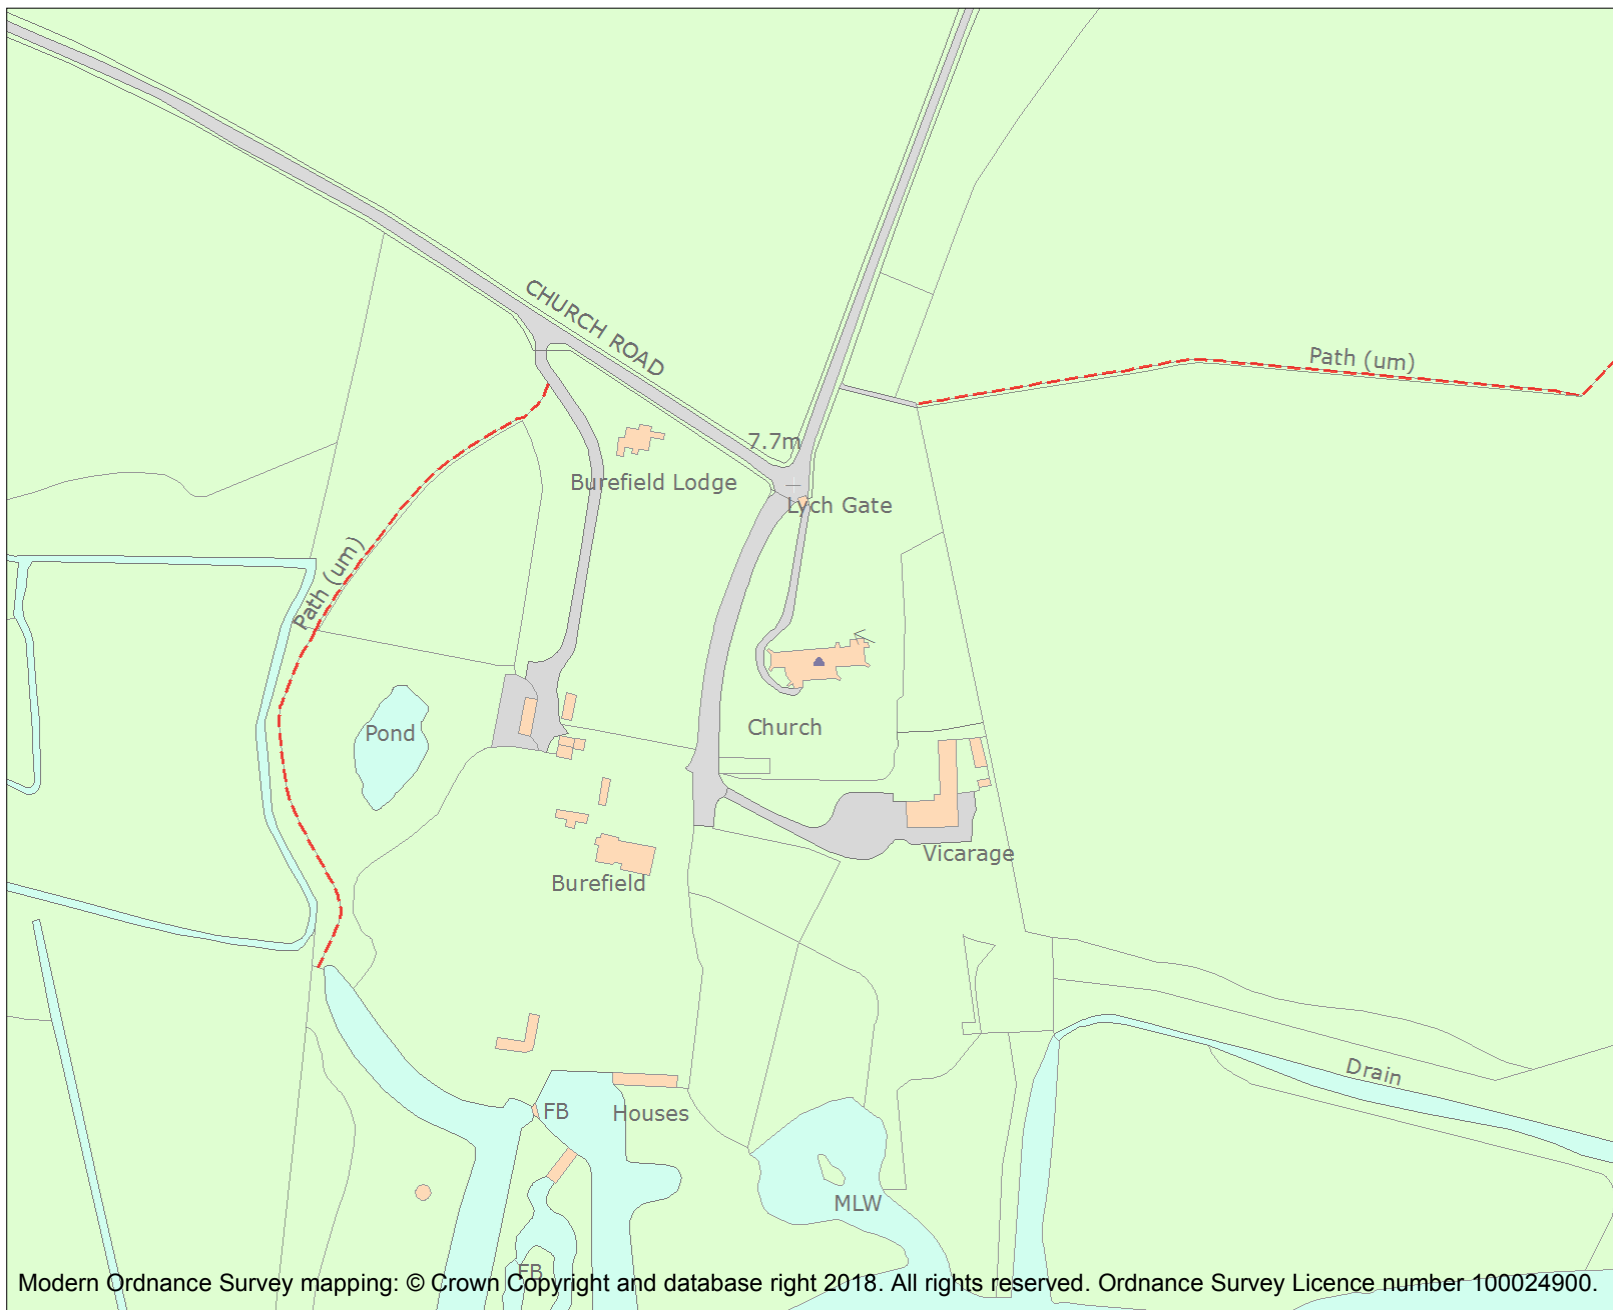 CHURCH ROAD
Path (um)
7.7m
Burefield Lodge
Lych Gate
Path (um)
Pond
Church
Vicarage
Burefield
Drain
FB
Houses
MLW
FB
Modern Ordnance Survey mapping: © Crown Copyright and database right 2018. All rights reserved. Ordnance Survey Licence number 100024900.